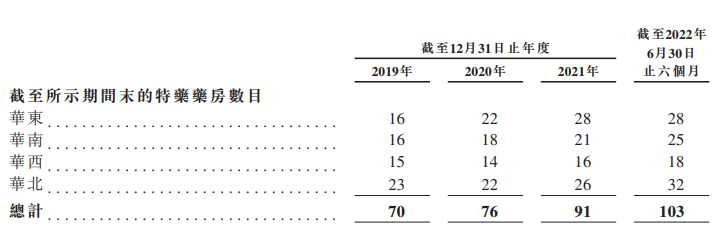 截至2022年
截至12月31日止年度 6月30日
2019年 2020年 2021年 止六個月
截至所示期間末的特藥藥房數目
華東 16 22 28 28
華南 16 18 21 25
華西 15 14 16 18
華北 23 22 26 32
總計 70 76 91 103